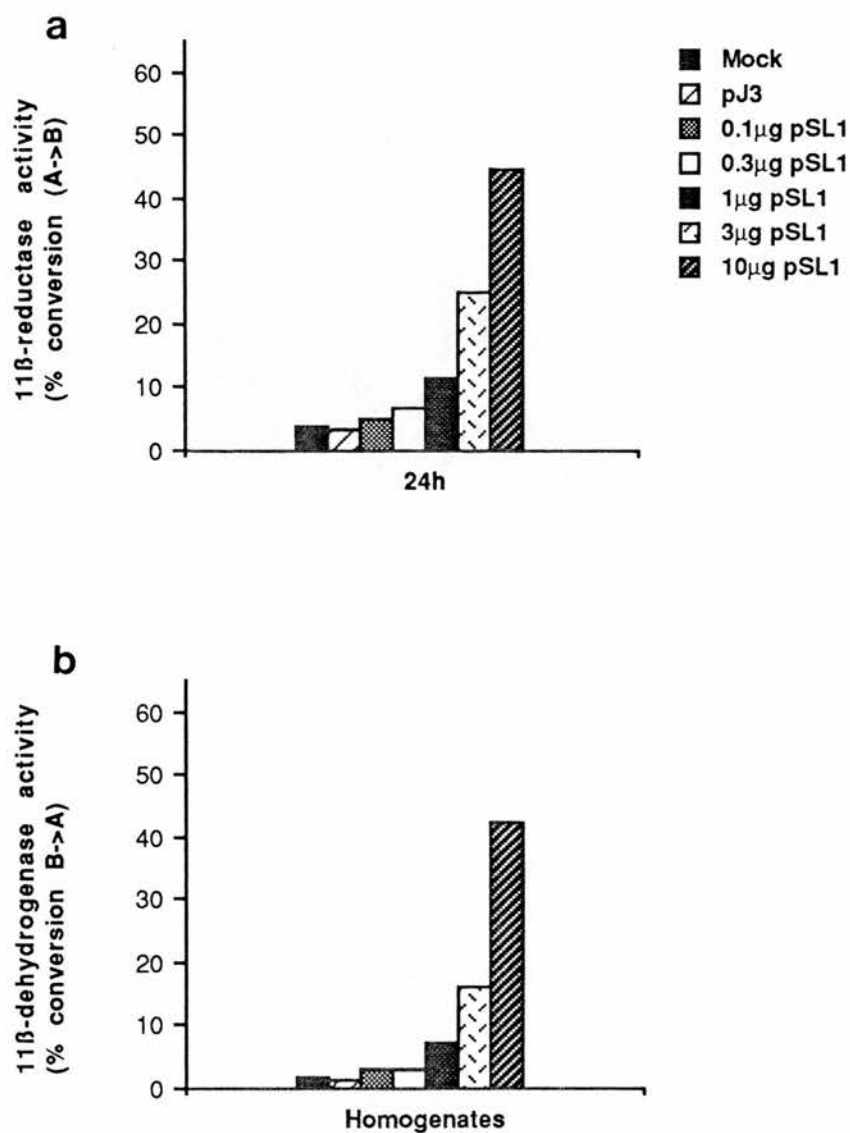 a
11ß-reductase activity
(% conversion (A->B)
60
50
40
30
20
10
0
24h
Mock
pJ3
0.1µg pSL1
0.3µg pSL1
1µg pSL1
3µg pSL1
10µg pSL1
b
11ß-dehydrogenase activity
(% conversion B->A)
60
50
40
30
20
10
0
Homogenates